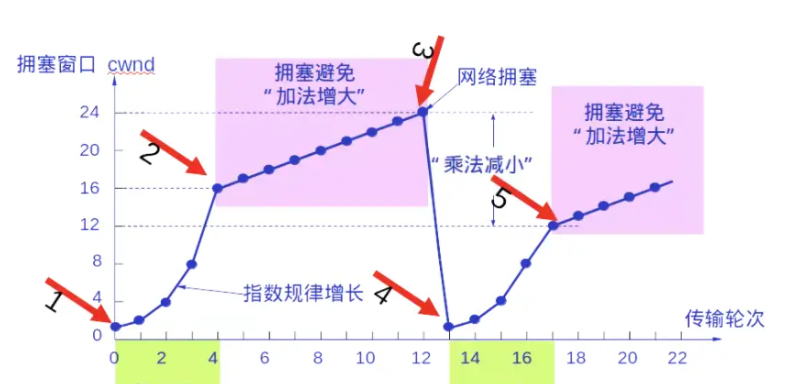 3
拥塞窗口 cwnd
拥塞避免
“加法增大”
网络拥塞
拥塞避免
“加法增大”
24
2
20
“乘法减小”
16
5
12
8
1
4
指数规律增长
4
传输轮次
0
0 2 4 6 8 10 12 14 16 18 20 22